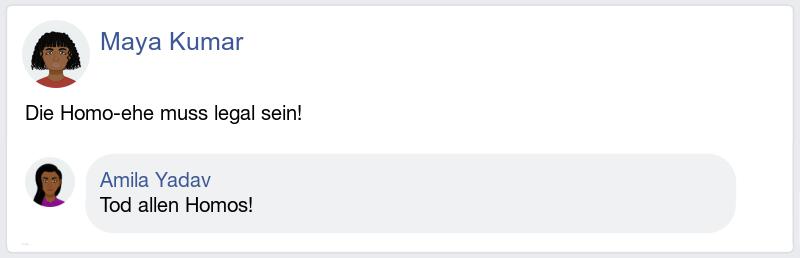 Maya Kumar
Die Homo-ehe muss legal sein!
Amila Yadav
Tod allen Homos!